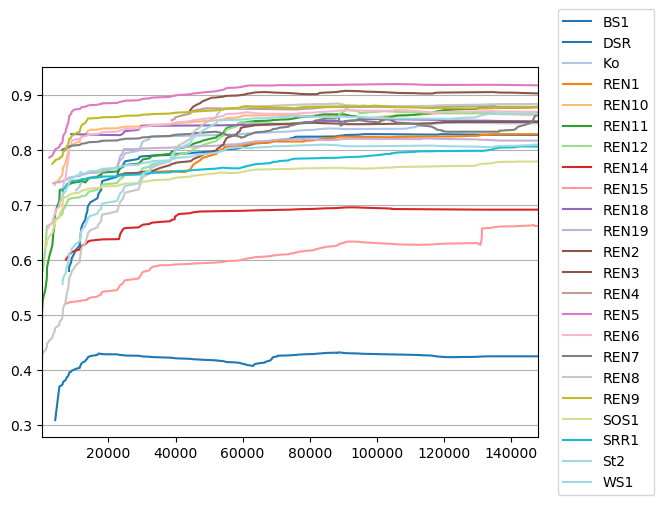 BS1
DSR
Ko
REN1
REN10
REN11
REN12
REN14
REN15
REN18
REN19
REN2
REN3
REN4
REN5
REN6
REN7
REN8
REN9
SOS1
SRR1
St2
WS1
0.9
0.8
0.7
0.6
0.5
0.4
0.3
20000 40000 60000 80000 100000 120000 140000